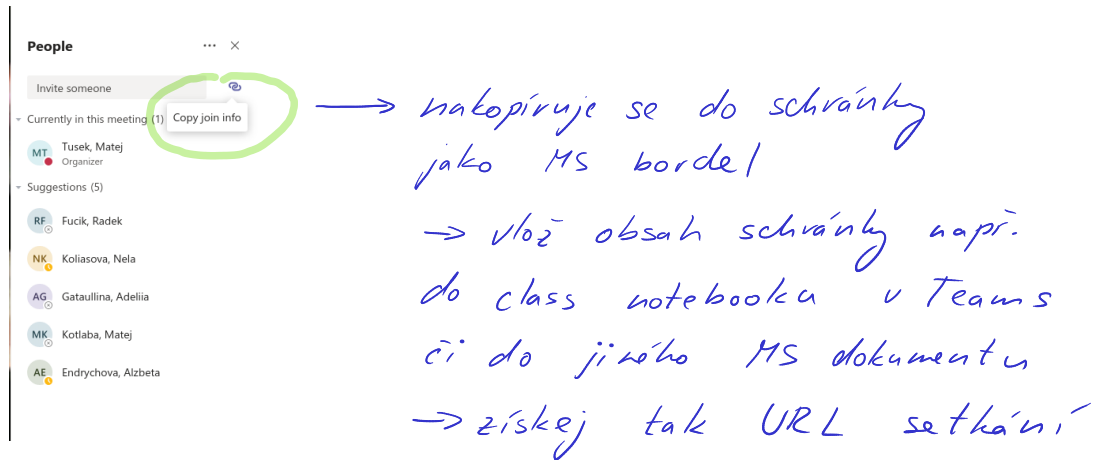 People
Invite someone
Copy join info
Currently in this meeting (1)
MT Tusek, Matej
Organizer
Suggestions (5)
RF Fucik, Radek
NK Koliasova, Nela
AG Gataullina, Adeliia
MK Kotlaba, Matej
AE Endrychova, Alzbeta
→ nakopíruje se do schránky
jako MS bordel
→ vlož obsah schránky např.
do class notebooku v Teams
či do jiného MS dokumentu
→ získej tak URL setkání